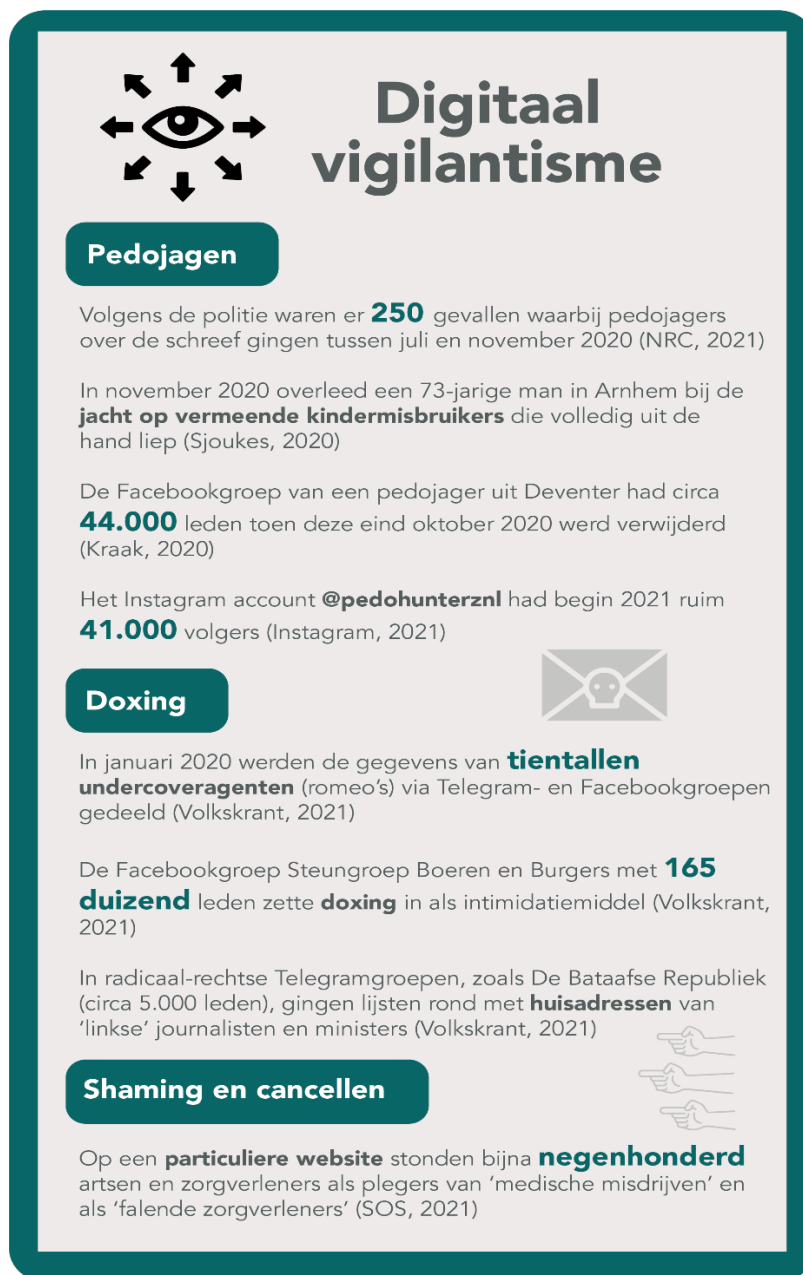 Digitaal
vigilantisme
Pedojagen
Volgens de politie waren er 250 gevallen waarbij pedojagers
over de schreef gingen tussen juli en november 2020 (NRC, 2021)
In november 2020 overleed een 73-jarige man in Arnhem bij de
jacht op vermeende kindermisbruikers die volledig uit de
hand liep (Sjoukes, 2020)
De Facebookgroep van een pedojager uit Deventer had circa
44.000 leden toen deze eind oktober 2020 werd verwijderd
(Kraak, 2020)
Het Instagram account @pedohunterznl had begin 2021 ruim
41.000 volgers (Instagram, 2021)
Doxing
In januari 2020 werden de gegevens van tientallen
undercoveragenten (romeo’s) via Telegram- en Facebookgroepen
gedeeld (Volkskrant, 2021)
De Facebookgroep Steungroep Boeren en Burgers met 165
duizend leden zette doxing in als intimidatiemiddel (Volkskrant,
2021)
In radicaal-rechtse Telegramgroepen, zoals De Bataafse Republiek
(circa 5.000 leden), gingen lijsten rond met huisadressen van
‘linkse’ journalisten en ministers (Volkskrant, 2021)
Shaming en cancellen
Op een particuliere website stonden bijna negenhonderd
artsen en zorgverleners als plegers van ‘medische misdrijven’ en
als ‘falende zorgverleners’ (SOS, 2021)